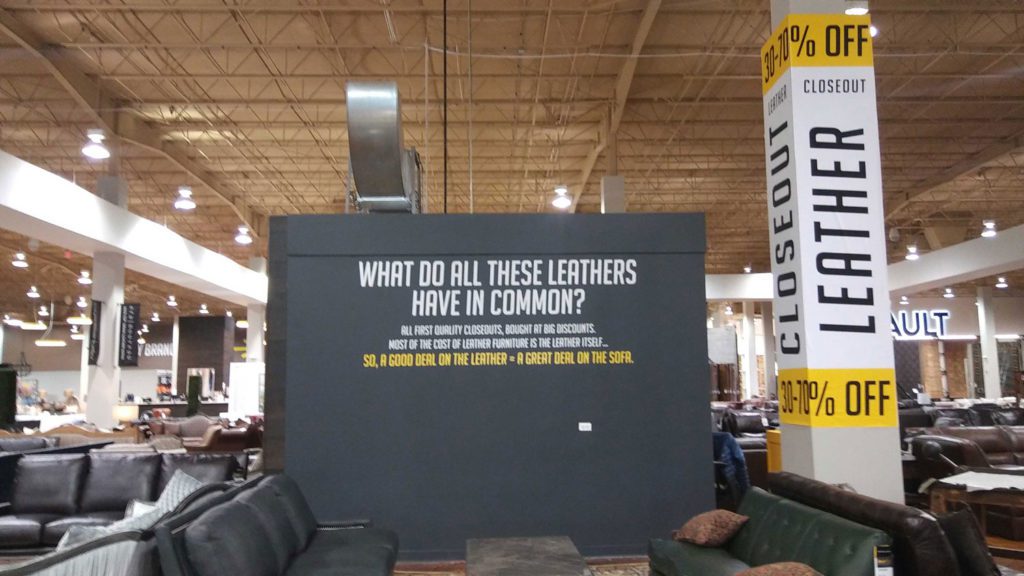 WHAT DO ALL THESE LEATHERS
HAVE IN COMMON?
ALL FIRST QUALITY CLOSEOUTS, BOUGHT AT BIG DISCOUNTS.
MOST OF THE COST OF LEATHER FURNITURE IS THE LEATHER ITSELF...
SO, A GOOD DEAL ON THE LEATHER = A GREAT DEAL ON THE SOFA.
30-70% OFF
LEATHER
CLOSEOUT
CLOSEOUT
LEATHER
30-70% OFF
AULT
Y BRAN